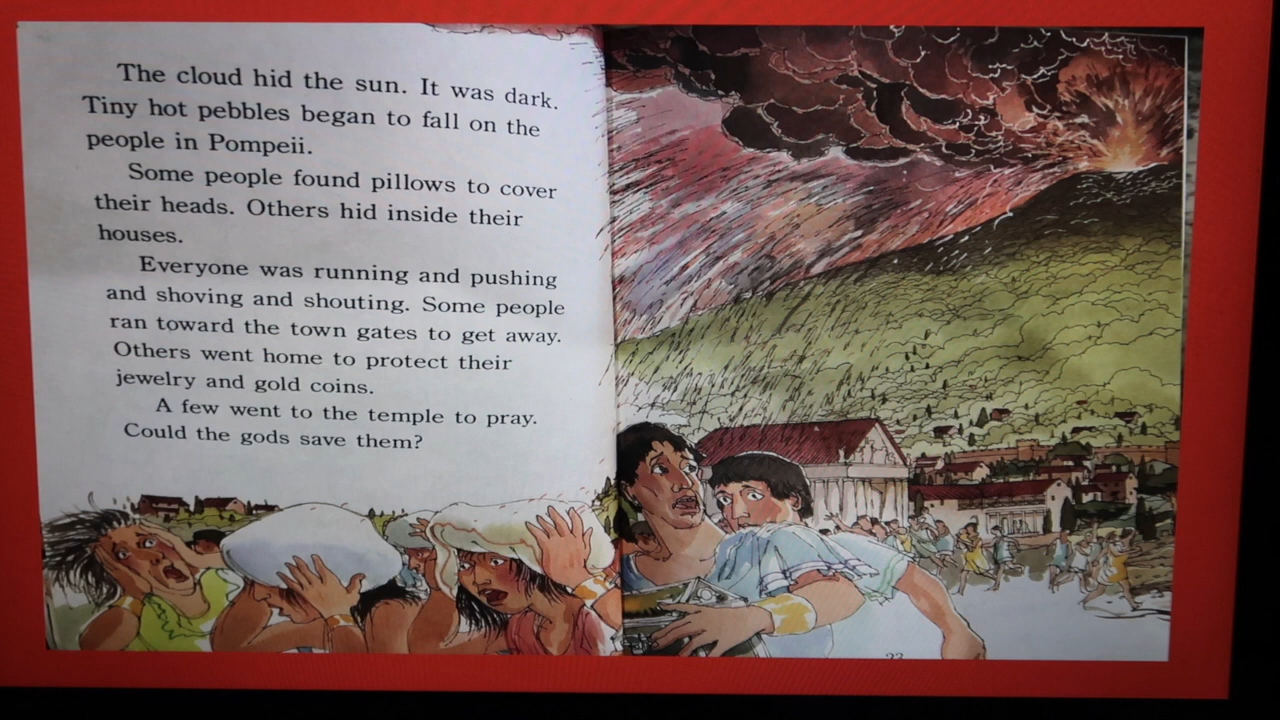 The cloud hid the sun. It was dark.
Tiny hot pebbles began to fall on the
people in Pompeii.
Some people found pillows to cover
their heads. Others hid inside their
houses.
Everyone was running and pushing
and shoving and shouting. Some people
ran toward the town gates to get away.
Others went home to protect their
jewelry and gold coins.
A few went to the temple to pray.
Could the gods save them?